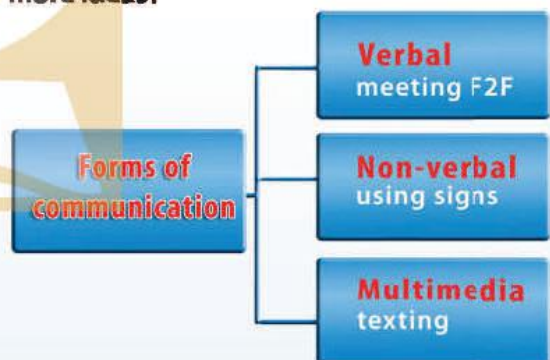 Forms of
communication
Verbal
meeting F2F
Non-verbal
using signs
Multimedia
texting